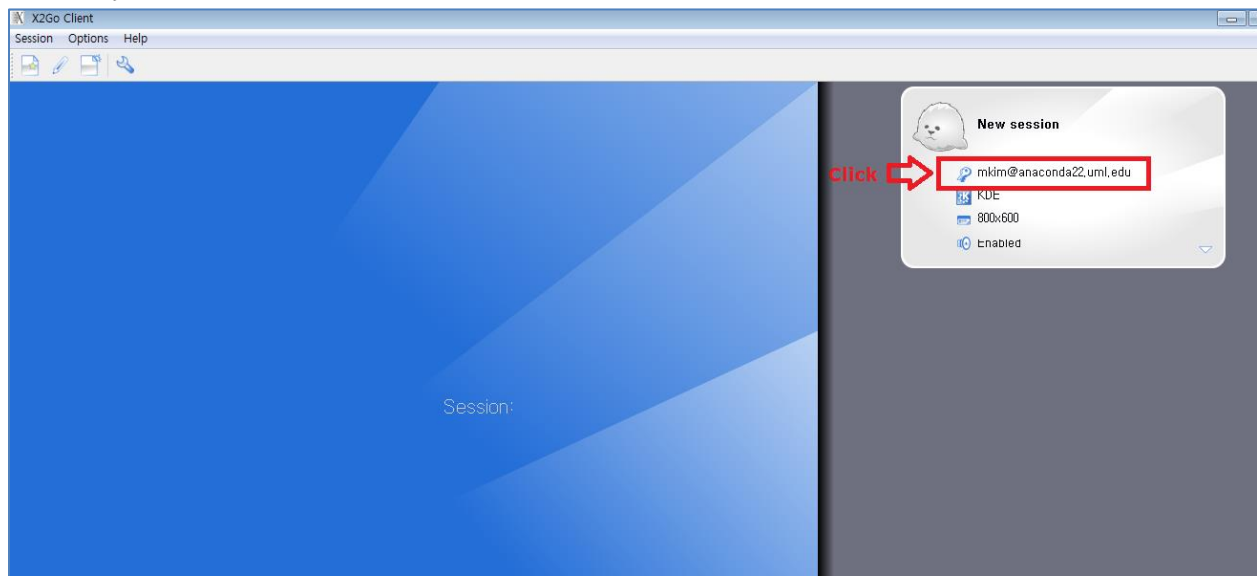 X2Go Client
Session Options Help
New session
Click
mkim@anaconda22.uml.edu
KDE
800x600
Enabled
Session: